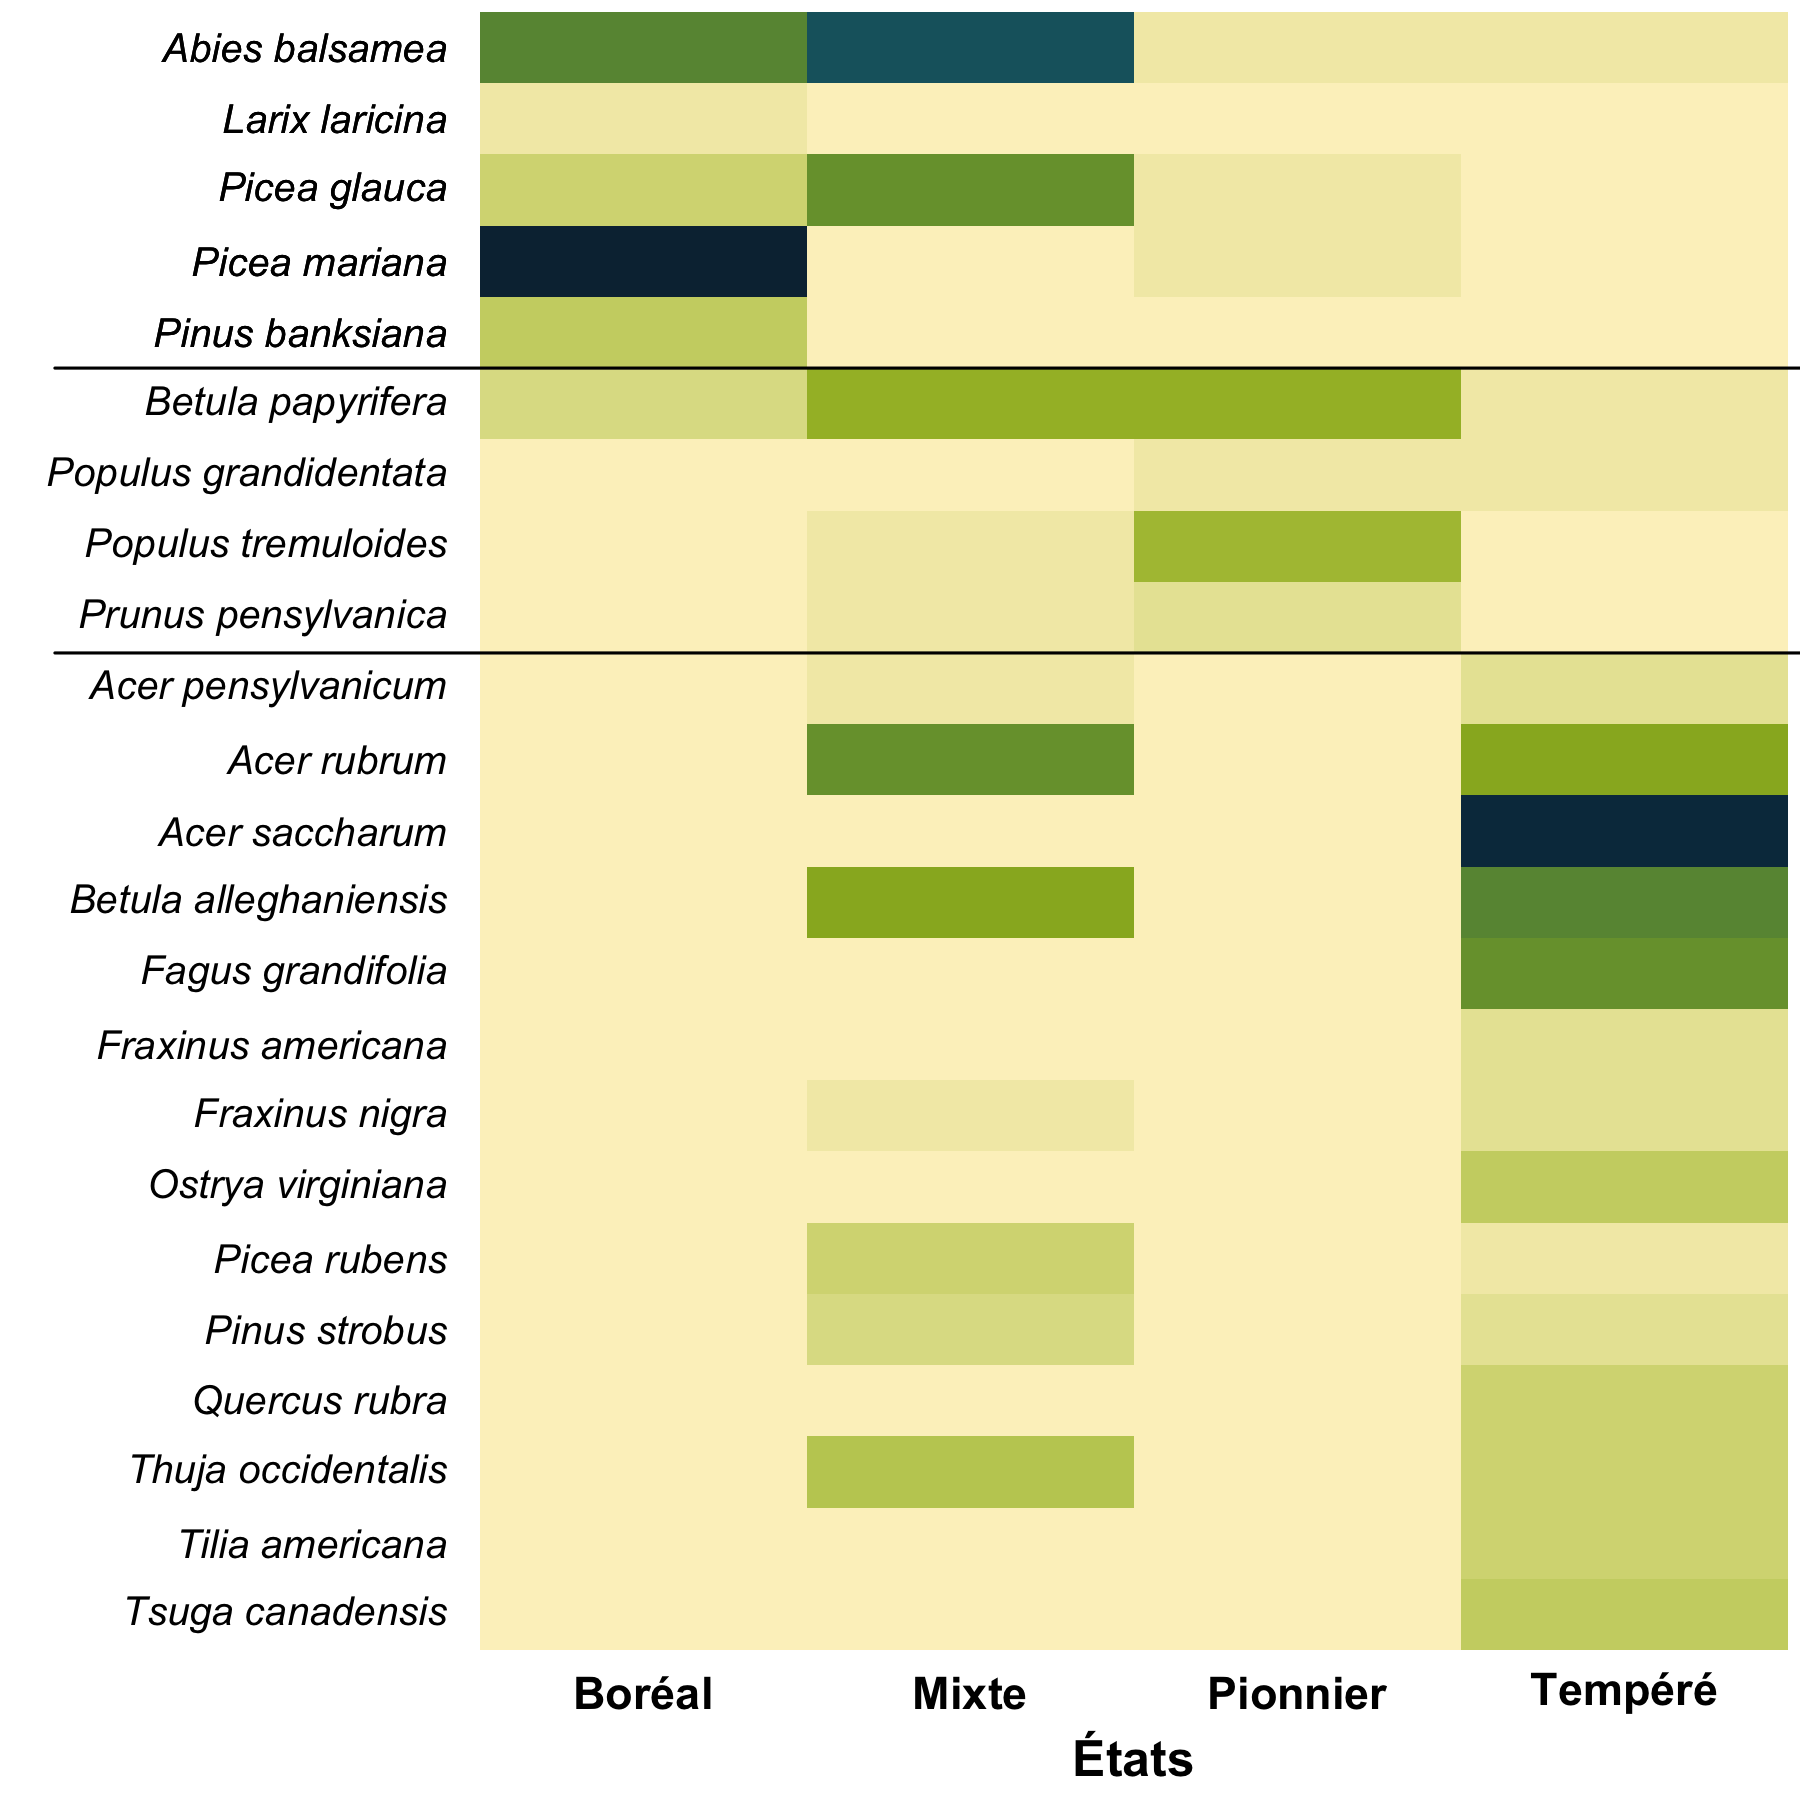 Abies balsamea
Larix laricina
Picea glauca
Picea mariana
Pinus banksiana
Betula papyrifera
Populus grandidentata
Populus tremuloides
Prunus pensylvanica
Acer pensylvanicum
Acer rubrum
Acer saccharum
Betula alleghaniensis
Fagus grandifolia
Fraxinus americana
Fraxinus nigra
Ostrya virginiana
Picea rubens
Pinus strobus
Quercus rubra
Thuja occidentalis
Tilia americana
Tsuga canadensis
Boréal Mixte Pionnier Tempéré
États